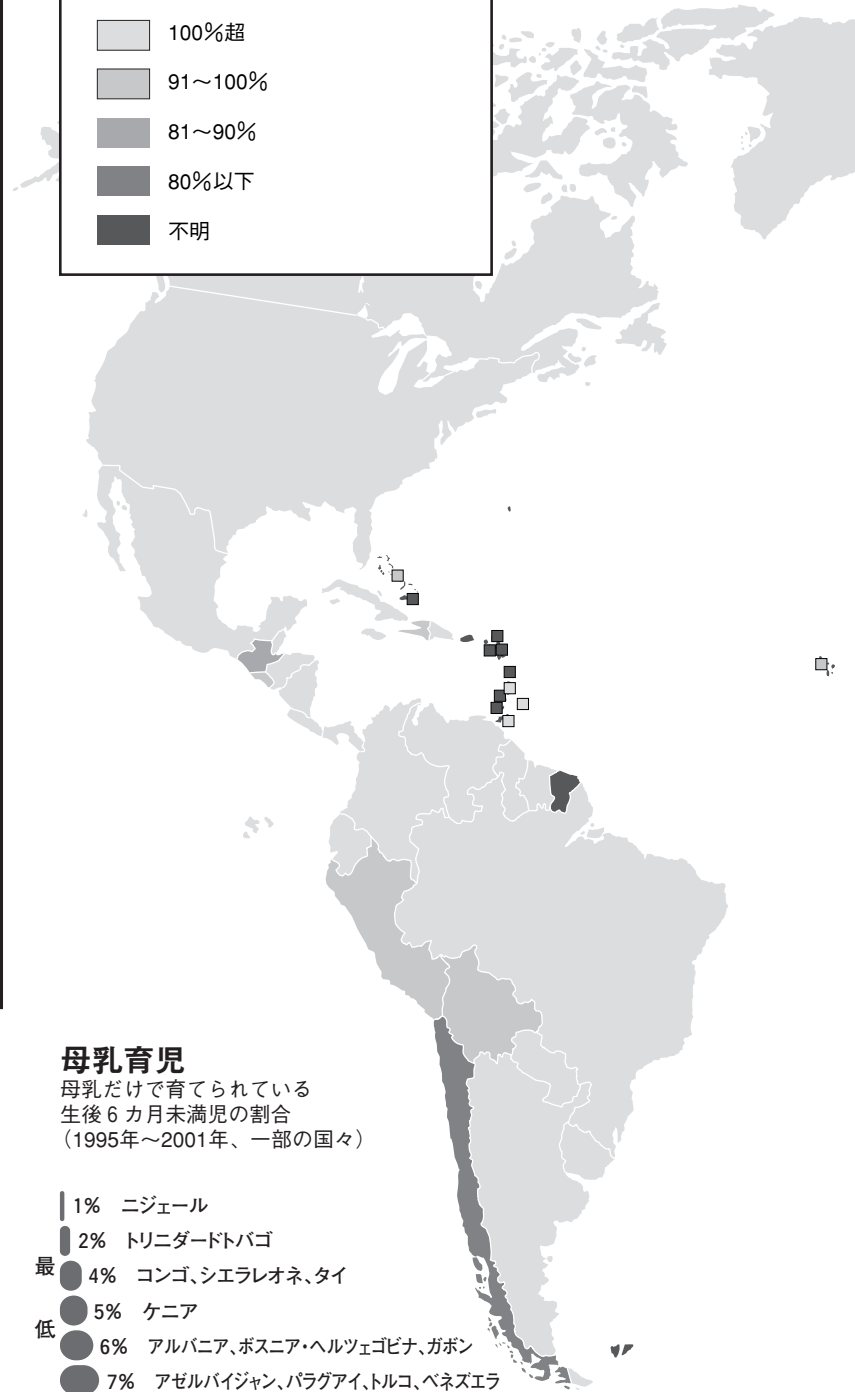 100%超
91～100%
81～90%
80%以下
不明
母乳育児
母乳だけで育てられている
生後6カ月未満児の割合
（1995年～2001年、一部の国々）
最低
1% ニジェール
2% トリニダードトバゴ
4% コンゴ、シエラレオネ、タイ
5% ケニア
6% アルバニア、ボスニア・ヘルツェゴビナ、ガボン
7% アゼルバイジャン、パラグアイ、トルコ、ベネズエラ